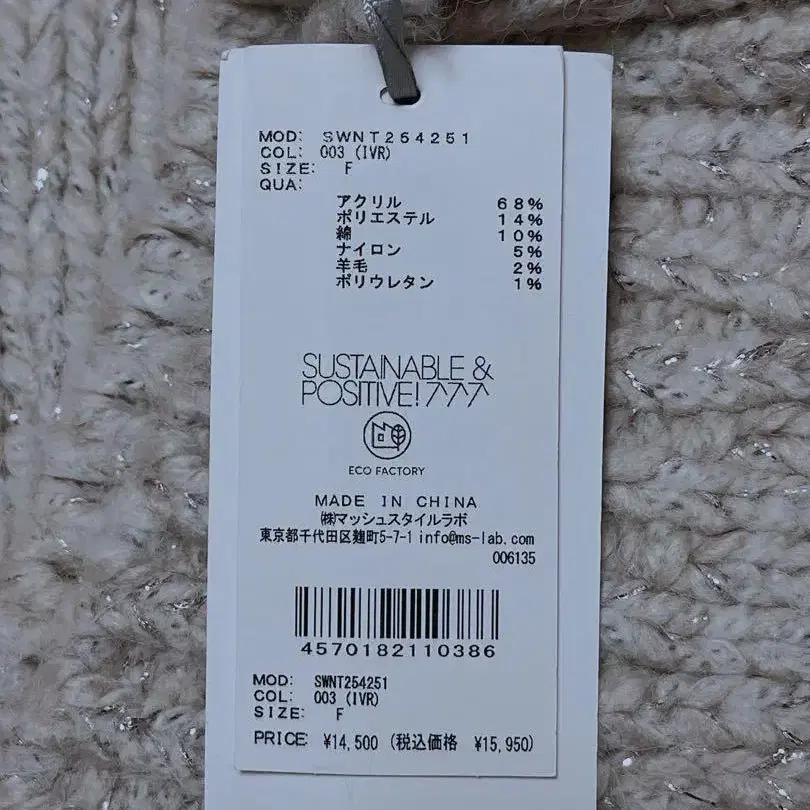 MOD: SWNT254251
COL: 003 (IVR)
SIZE: F
QUA:
アクリル 68%
ポリエステル 14%
綿 10%
ナイロン 5%
羊毛 2%
ポリウレタン 1%
SUSTAINABLE &
POSITIVE!
ECO FACTORY
MADE IN CHINA
㈱マッシュスタイルラボ
東京都千代田区麹町5-7-1 info@ms-lab.com
006135
4570182110386
MOD: SWNT254251
COL: 003 (IVR)
SIZE: F
PRICE: ¥14,500 (税込価格 ¥15,950)